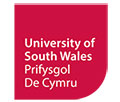 University of
South Wales
Prifysgol
De Cymru